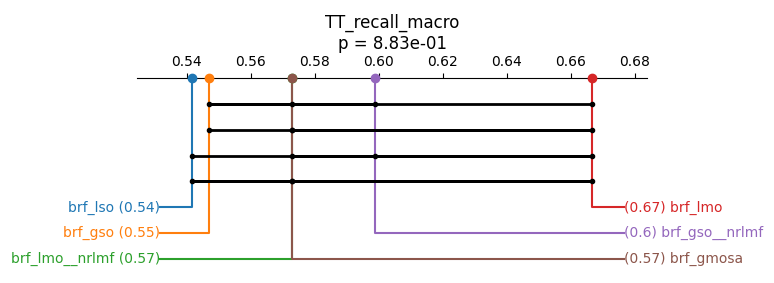 TT_recall_macro
p = 8.83e-01
0.54 0.56 0.58 0.60 0.62 0.64 0.66 0.68
brf_lso (0.54) (0.67) brf_lmo
brf_gso (0.55) (0.6) brf_gso__nrlmf
brf_lmo__nrlmf (0.57) (0.57) brf_gmosa